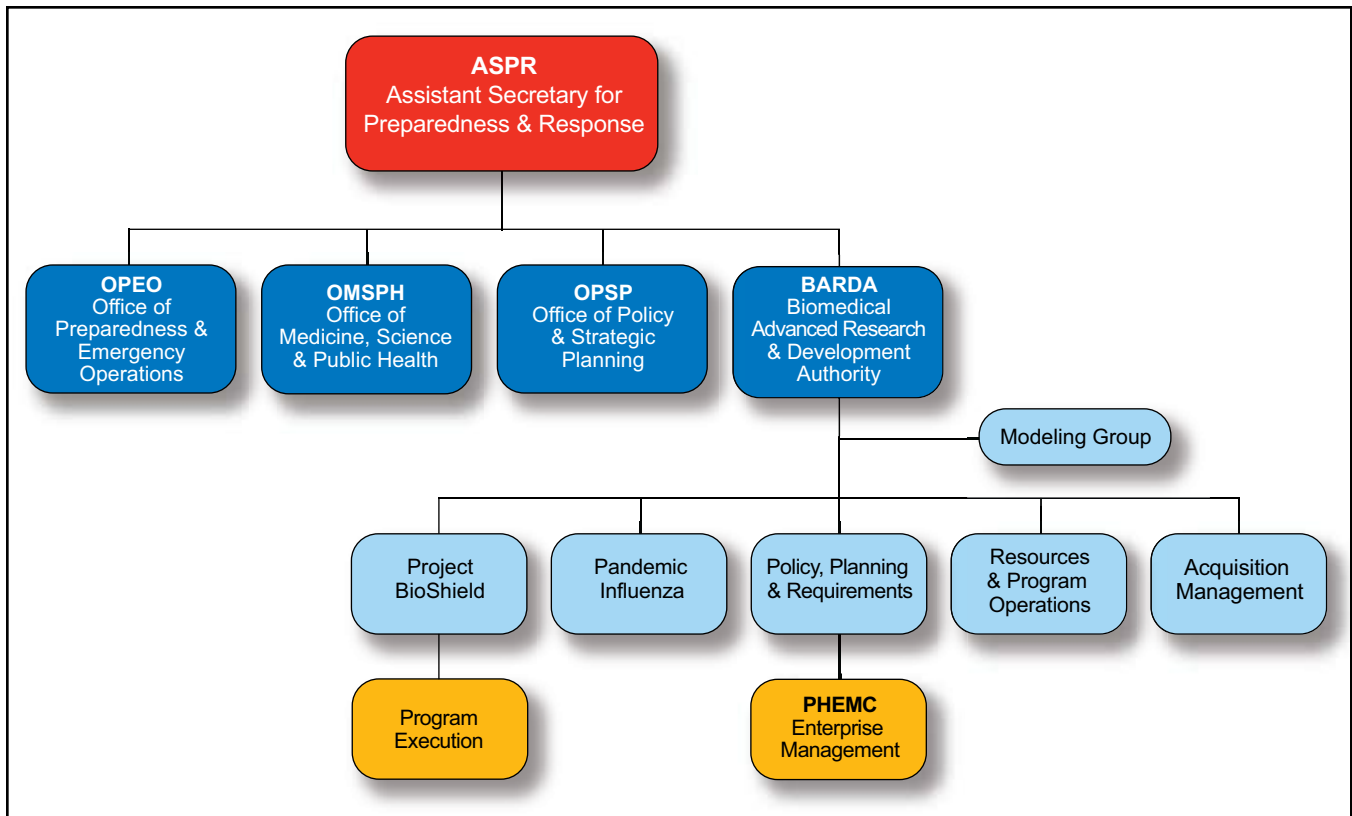 ASPR
Assistant Secretary for
Preparedness & Response
OPEO
Office of
Preparedness &
Emergency
Operations
OMSPH
Office of
Medicine, Science
& Public Health
OPSP
Office of Policy
& Strategic
Planning
BARDA
Biomedical
Advanced Research
& Development
Authority
Modeling Group
Project
BioShield
Pandemic
Influenza
Policy, Planning
& Requirements
Resources
& Program
Operations
Acquisition
Management
Program
Execution
PHEMC
Enterprise
Management